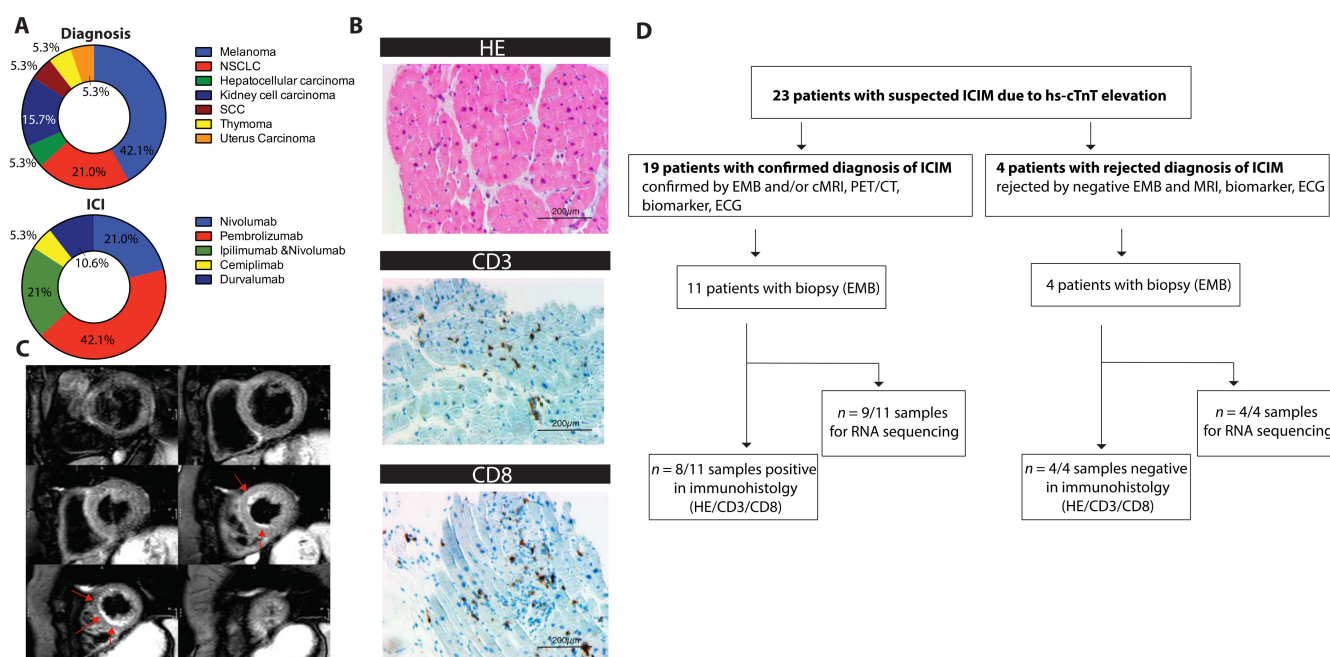 A
Diagnosis
5.3%
5.3%
5.3%
15.7%
5.3%
21.0%
42.1%
Melanoma
NSCLC
Hepatocellular carcinoma
Kidney cell carcinoma
SCC
Thymoma
Uterus Carcinoma
ICI
5.3%
10.6%
21.0%
21%
42.1%
Nivolumab
Pembrolizumab
Ipilimumab &Nivolumab
Cemiplimab
Durvalumab
B
HE
200µm
CD3
200µm
CD8
200µm
C
D
23 patients with suspected ICIM due to hs-cTnT elevation
19 patients with confirmed diagnosis of ICIM
confirmed by EMB and/or cMRI, PET/CT,
biomarker, ECG
4 patients with rejected diagnosis of ICIM
rejected by negative EMB and MRI, biomarker, ECG
11 patients with biopsy (EMB)
4 patients with biopsy (EMB)
n = 9/11 samples
for RNA sequencing
n = 4/4 samples
for RNA sequencing
n = 8/11 samples positive
in immunohistolgy
(HE/CD3/CD8)
n = 4/4 samples negative
in immunohistolgy
(HE/CD3/CD8)